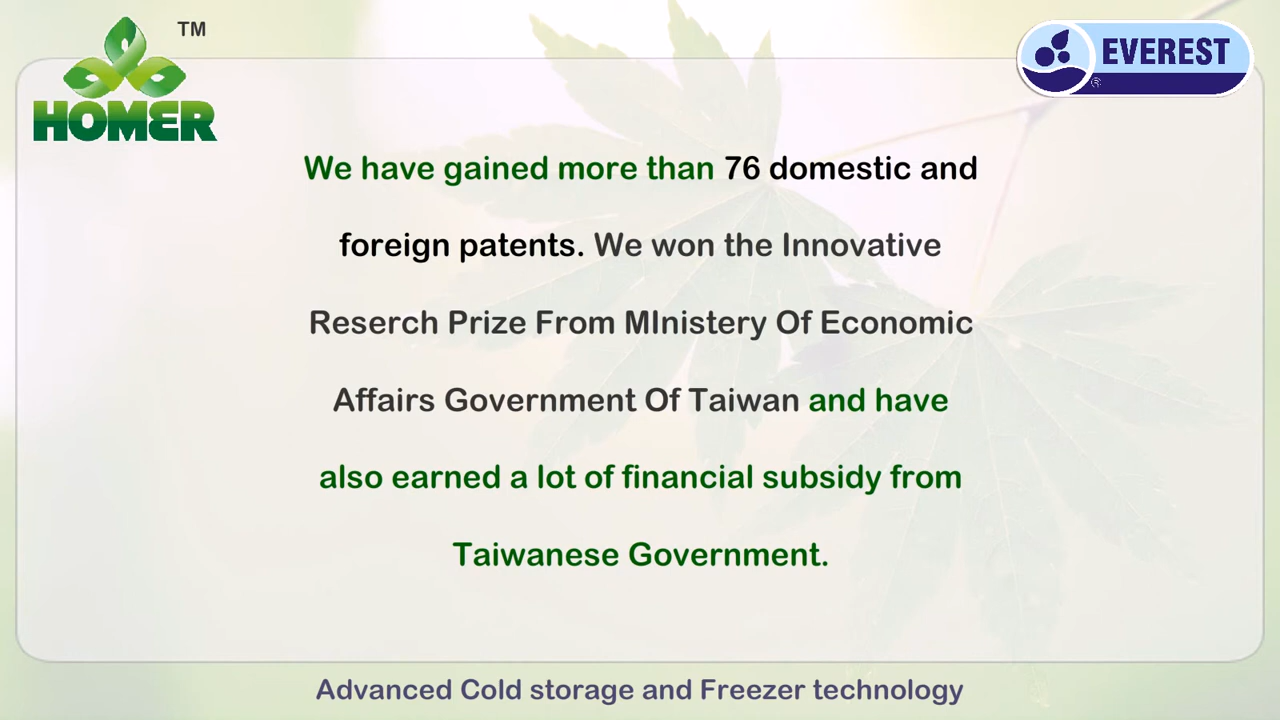 TM
HOMER
EVEREST
®
We have gained more than 76 domestic and
foreign patents. We won the Innovative
Reserch Prize From MInistery Of Economic
Affairs Government Of Taiwan and have
also earned a lot of financial subsidy from
Taiwanese Government.
Advanced Cold storage and Freezer technology